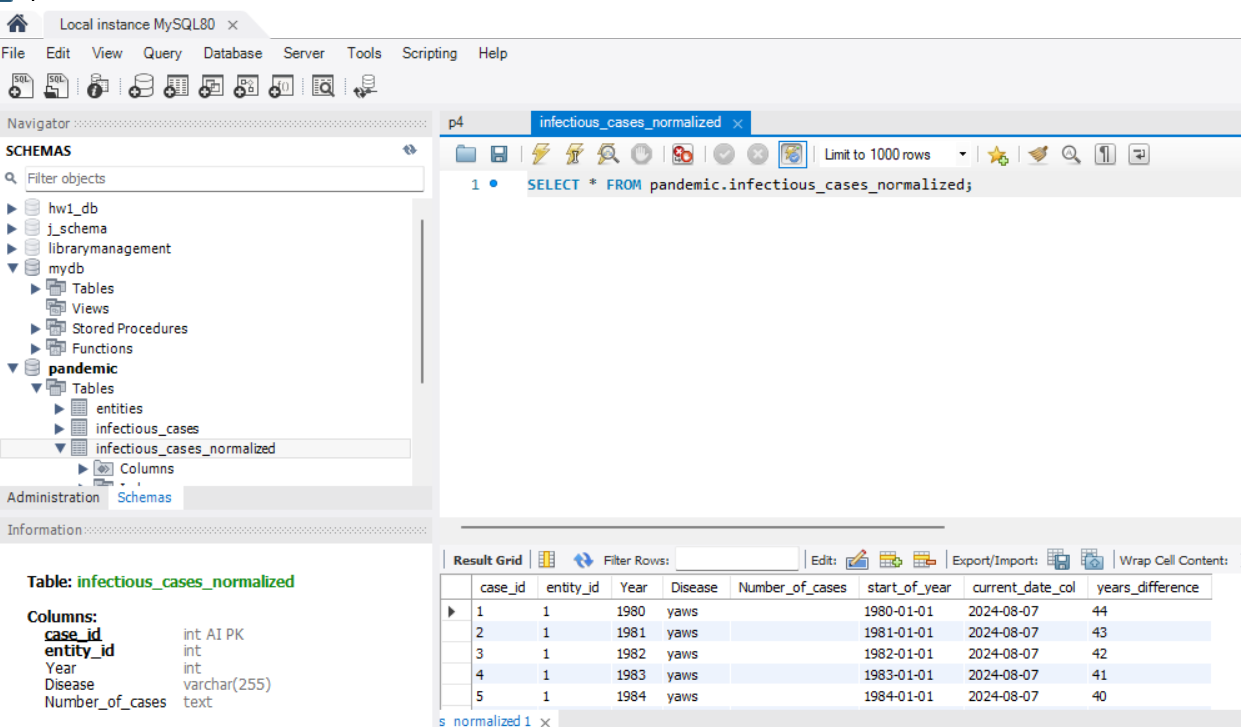 Local instance MySQL80 ×
File Edit View Query Database Server Tools Scripting Help
Navigator
SCHEMAS
Filter objects
hw1_db
j_schema
librarymanagement
mydb
Tables
Views
Stored Procedures
Functions
pandemic
Tables
entities
infectious_cases
infectious_cases_normalized
Columns
Administration Schemas
Information
Table: infectious_cases_normalized
Columns:
case_id int AI PK
entity_id int
Year int
Disease varchar(255)
Number_of_cases text
p4 infectious_cases_normalized ×
Limit to 1000 rows
1 SELECT * FROM pandemic.infectious_cases_normalized;
Result Grid Filter Rows: Edit: Export/Import: Wrap Cell Content:
case_id entity_id Year Disease Number_of_cases start_of_year current_date_col years_difference
1 1 1980 yaws 1980-01-01 2024-08-07 44
2 1 1981 yaws 1981-01-01 2024-08-07 43
3 1 1982 yaws 1982-01-01 2024-08-07 42
4 1 1983 yaws 1983-01-01 2024-08-07 41
5 1 1984 yaws 1984-01-01 2024-08-07 40
s_normalized 1 ×